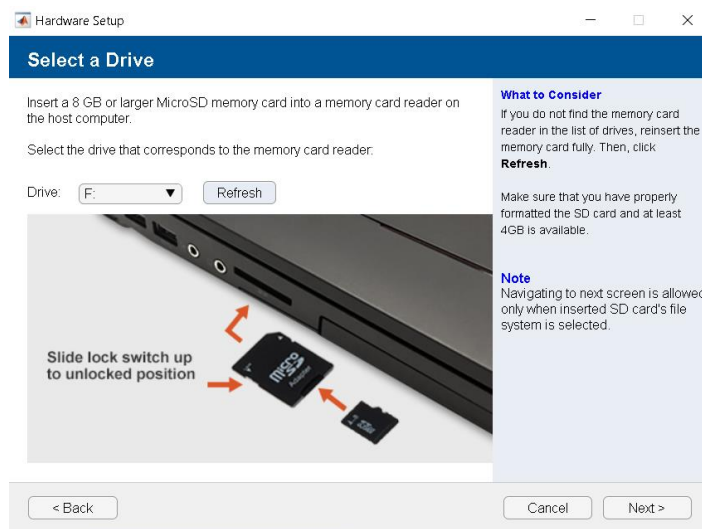 Hardware Setup
Select a Drive
Insert a 8 GB or larger MicroSD memory card into a memory card reader on
the host computer.
Select the drive that corresponds to the memory card reader:
Drive:
F:
Refresh
Slide lock switch up
to unlocked position
micro
SD
Adapter
What to Consider
If you do not find the memory card
reader in the list of drives, reinsert the
memory card fully. Then, click
Refresh.
Make sure that you have properly
formatted the SD card and at least
4GB is available.
Note
Navigating to next screen is allowed
only when inserted SD card's file
system is selected.
< Back
Cancel
Next >